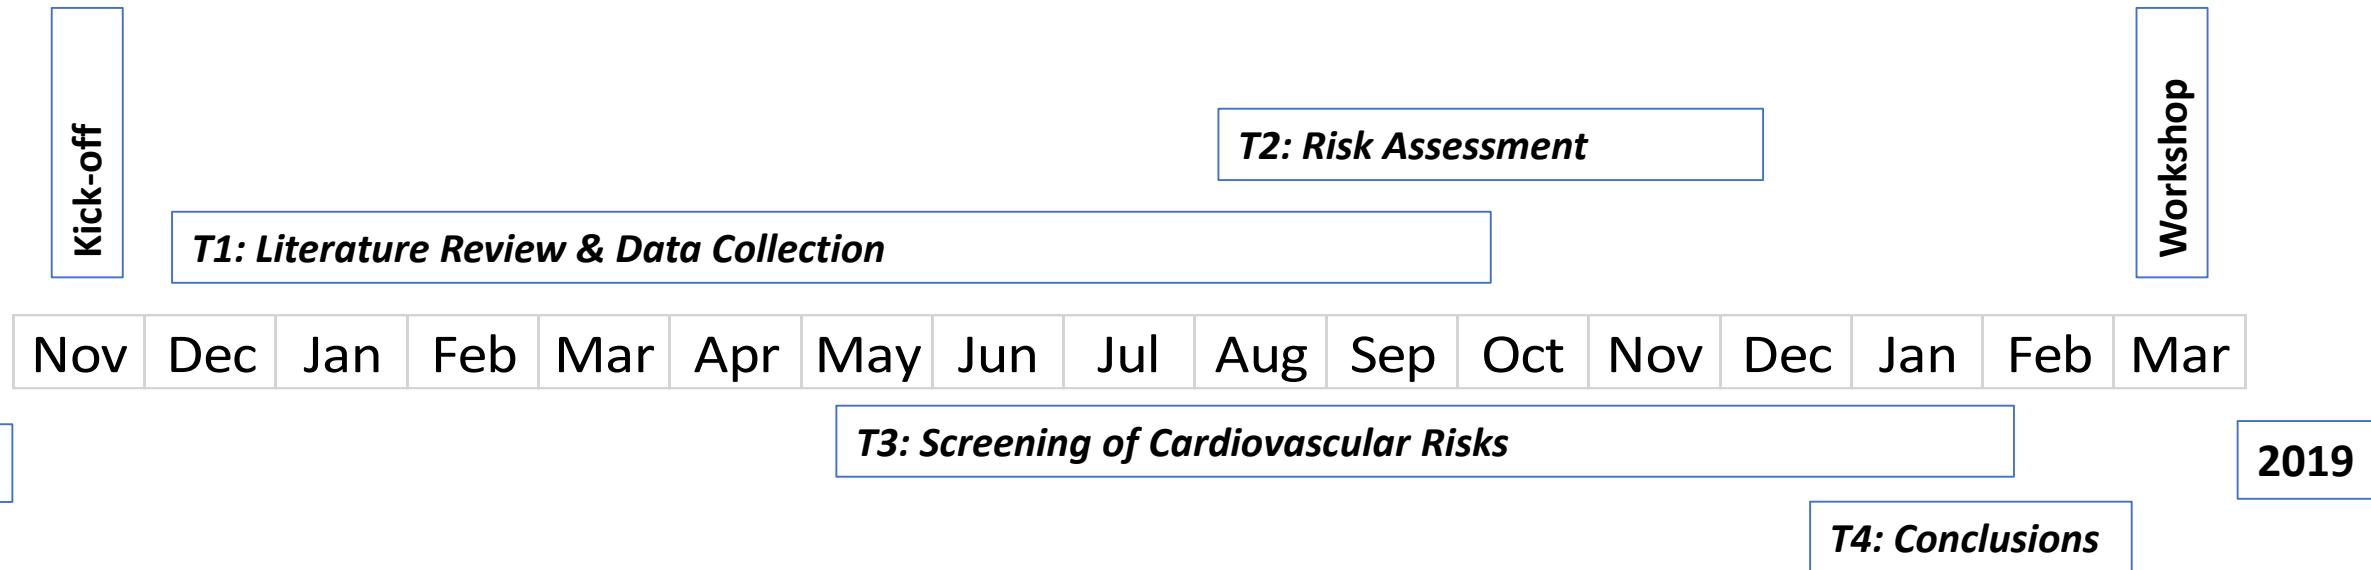 Kick-off
Workshop
T2: Risk Assessment
T1: Literature Review & Data Collection
Nov Dec Jan Feb Mar Apr May Jun Jul Aug Sep Oct Nov Dec Jan Feb Mar
T3: Screening of Cardiovascular Risks
2019
T4: Conclusions